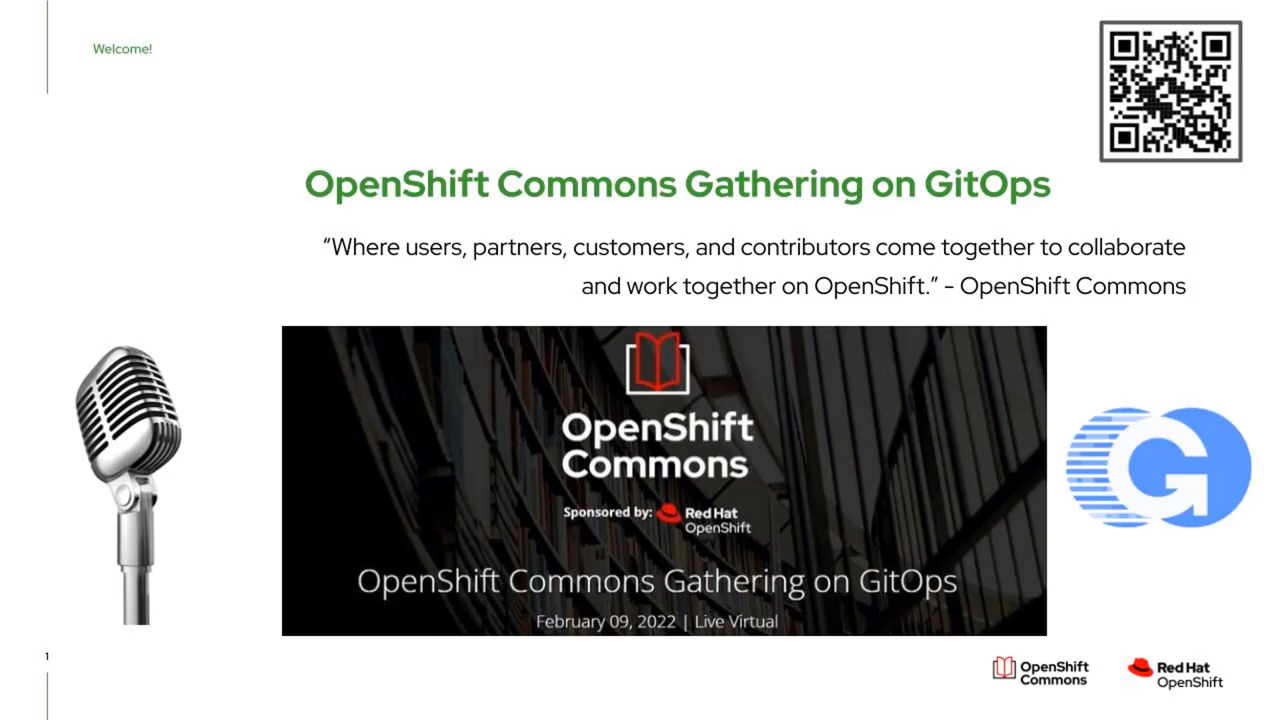 Welcome!
OpenShift Commons Gathering on GitOps
“Where users, partners, customers, and contributors come together to collaborate
and work together on OpenShift.” - OpenShift Commons
OpenShift
Commons
Sponsored by: Red Hat
OpenShift
OpenShift Commons Gathering on GitOps
February 09, 2022 | Live Virtual
G
1
OpenShift
Commons
Red Hat
OpenShift